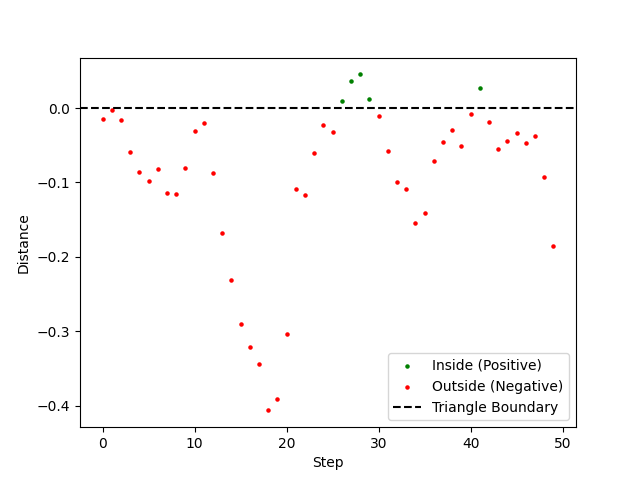 0.0
−0.1
−0.2
−0.3
−0.4
Distance
0 10 20 30 40 50
Step
Inside (Positive)
Outside (Negative)
Triangle Boundary